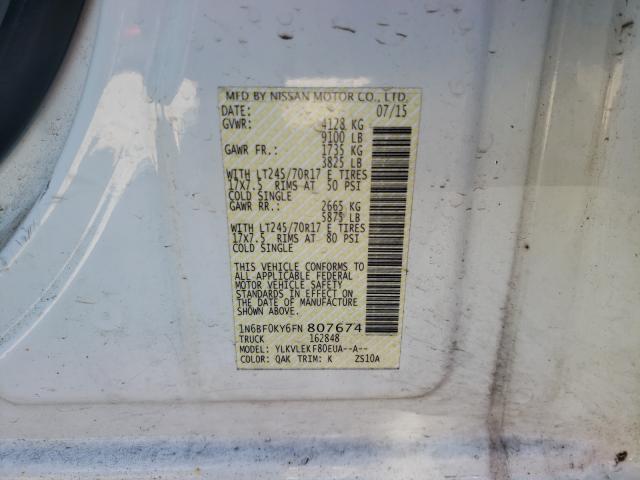 MFD BY NISSAN MOTOR CO., LTD.
DATE: 07/15
GVWR: 4128 KG
9100 LB
GAWR FR.: 1735 KG
3825 LB
WITH LT245/70R17 E TIRES
17X7.5 RIMS AT 50 PSI
COLD SINGLE
GAWR RR.: 2665 KG
5875 LB
WITH LT245/70R17 E TIRES
17X7.5 RIMS AT 80 PSI
COLD SINGLE
THIS VEHICLE CONFORMS TO
ALL APPLICABLE FEDERAL
MOTOR VEHICLE SAFETY
STANDARDS IN EFFECT ON
THE DATE OF MANUFACTURE
SHOWN ABOVE.
1N6BF0KY6FN 807674
TRUCK 162848
MODEL: YLKVLEKF80EUA--A--
COLOR: QAK TRIM: K ZS10A